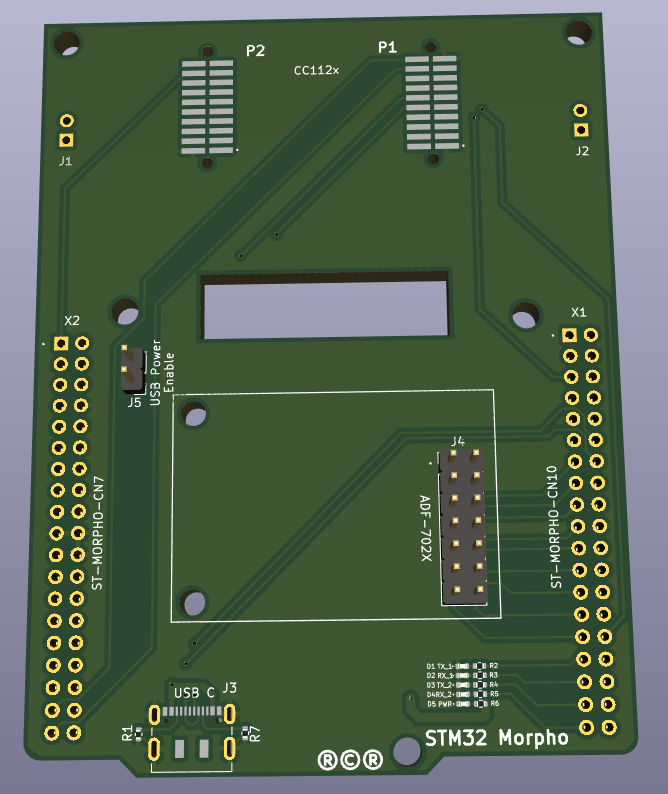 P2
P1
CC112x
J1
J2
X2
X1
J5
USB Power
Enable
J4
ST-MORPHO-CN7
ADF-702X
ST-MORPHO-CN10
D1 TX_1 R2
D2 RX_1 R3
D3 TX_2 R4
D4RX_2 R5
D5 PWR R6
USB C
J3
R1
R7
STM32 Morpho
®©®